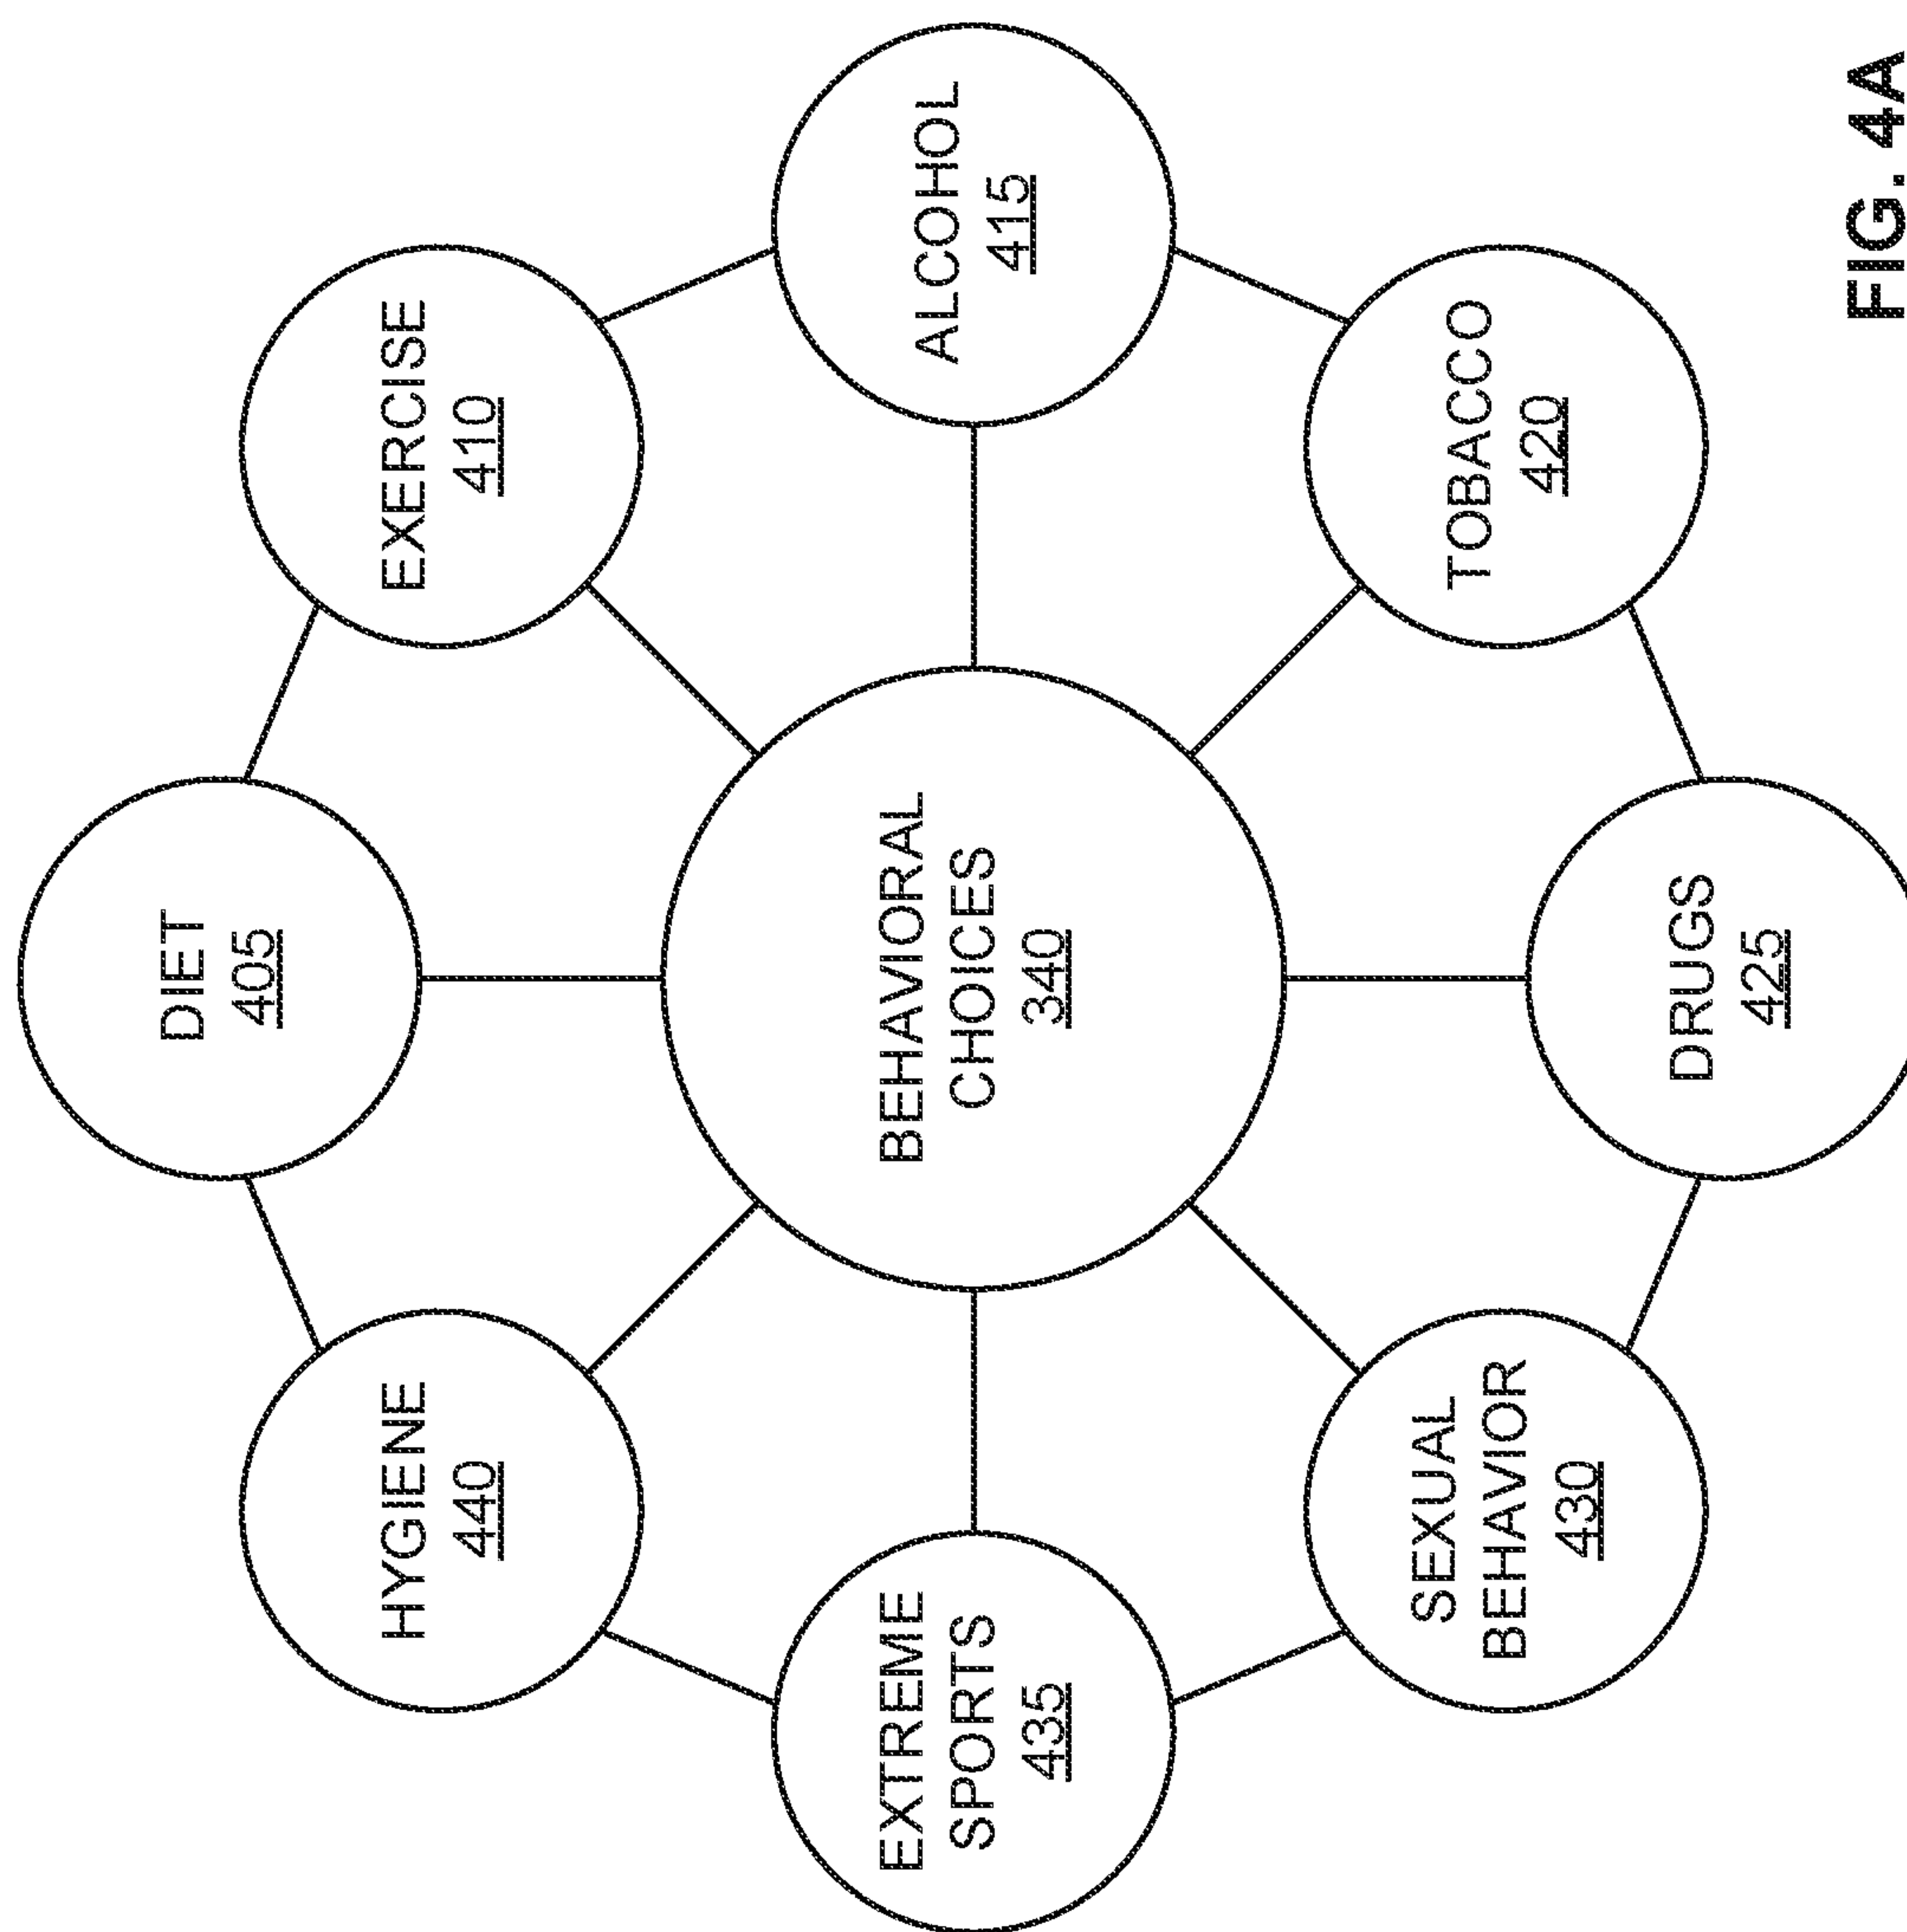 DIET
405
EXERCISE
410
ALCOHOL
415
TOBACCO
420
DRUGS
425
SEXUAL
BEHAVIOR
430
EXTREME
SPORTS
435
HYGIENE
440
BEHAVIORAL
CHOICES
340
FIG. 4A